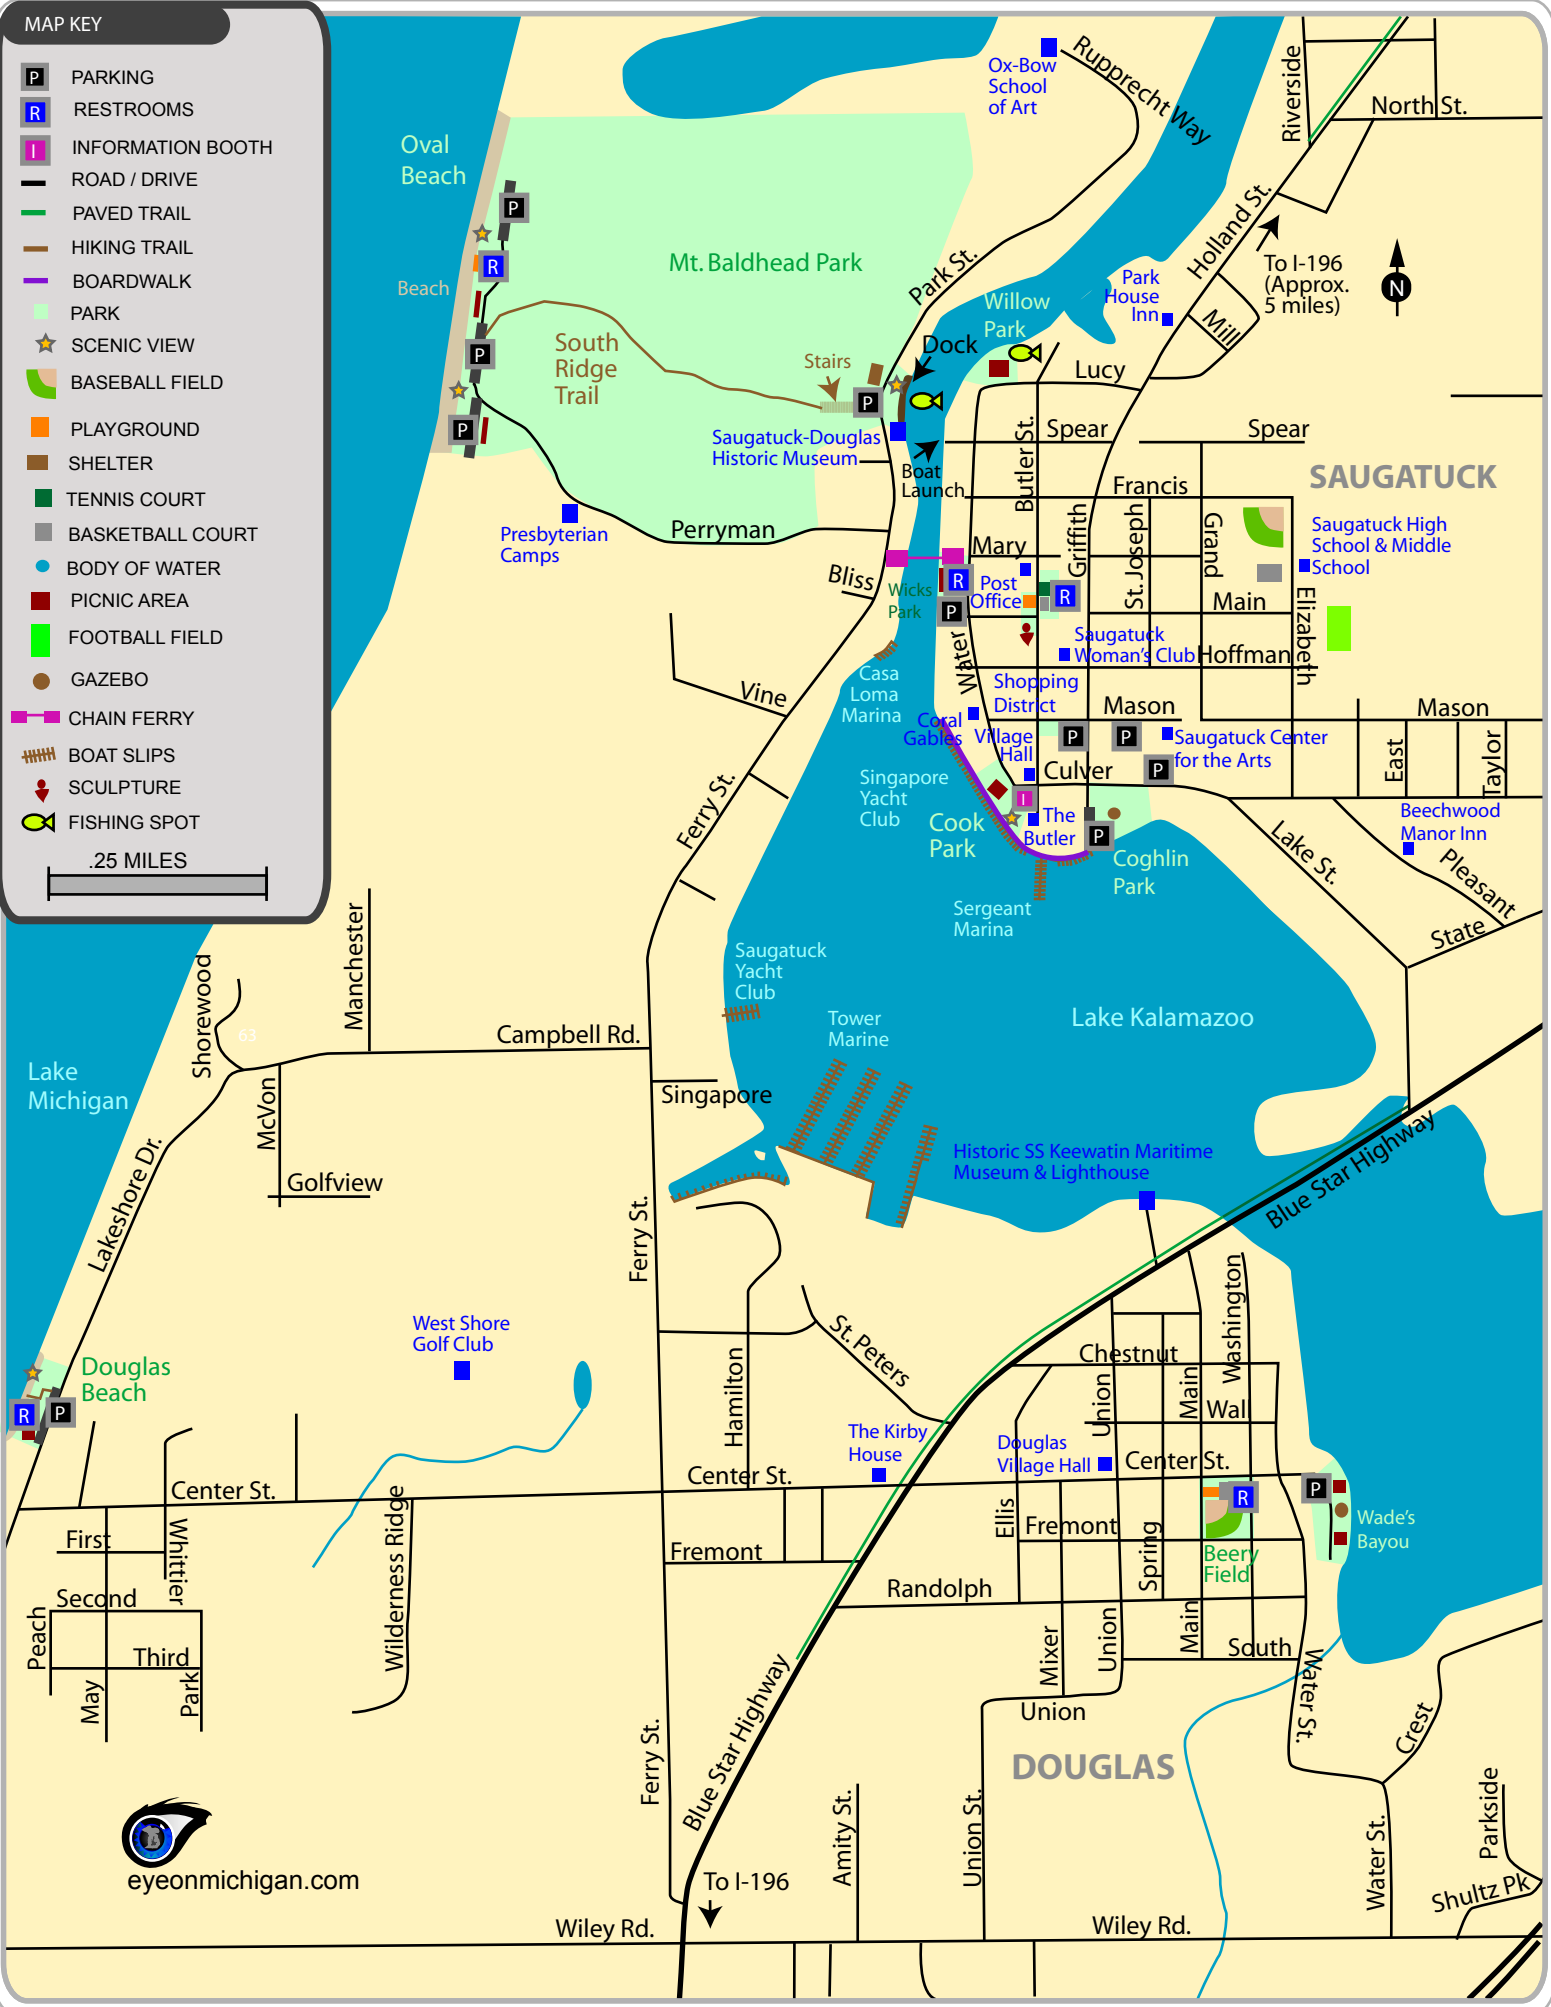 MAP KEY
P PARKING
R RESTROOMS
I INFORMATION BOOTH
ROAD / DRIVE
PAVED TRAIL
HIKING TRAIL
BOARDWALK
PARK
SCENIC VIEW
BASEBALL FIELD
PLAYGROUND
SHELTER
TENNIS COURT
BASKETBALL COURT
BODY OF WATER
PICNIC AREA
FOOTBALL FIELD
GAZEBO
CHAIN FERRY
BOAT SLIPS
SCULPTURE
FISHING SPOT
.25 MILES
Ox-Bow
School
of Art
Rupprecht Way
Riverside
North St.
Oval
Beach
P
R
Beach
P
P
Mt. Baldhead Park
Park St.
Holland St.
To I-196
(Approx.
5 miles)
N
Park
House
Inn
Mill
Willow
Park
Dock
Lucy
South
Ridge
Trail
Stairs
P
Saugatuck-Douglas
Historic Museum
Boat
Launch
Butler St.
Spear
Spear
SAUGATUCK
Francis
Presbyterian
Camps
Perryman
Mary
Griffith
St. Joseph
Grand
Saugatuck High
School & Middle
School
Bliss
Wicks
Park
R
P
Post
Office
R
Main
Elizabeth
Saugatuck
Woman's Club
Hoffman
Water
Casa
Loma
Marina
Vine
Shopping
District
Mason
Mason
Coral
Gables
Village
Hall
P
P
Saugatuck Center
for the Arts
P
East
Taylor
Culver
Singapore
Yacht
Club
I
The
Butler
Cook
Park
P
Coghlin
Park
Sergeant
Marina
Beechwood
Manor Inn
Lake St.
Pleasant
State
Ferry St.
Manchester
Shorewood
63
Campbell Rd.
Saugatuck
Yacht
Club
Tower
Marine
Lake Kalamazoo
Lake
Michigan
McVon
Singapore
Golfview
Lakeshore Dr.
Historic SS Keewatin Maritime
Museum & Lighthouse
Blue Star Highway
Ferry St.
West Shore
Golf Club
Douglas
Beach
R
P
Hamilton
St. Peters
Chestnut
Washington
Union
Main
Wall
The Kirby
House
Douglas
Village Hall
Center St.
Center St.
Center St.
R
P
Wade's
Bayou
First
Whittier
Wilderness Ridge
Fremont
Ellis
Fremont
Spring
Beery
Field
Second
Randolph
Peach
Third
May
Park
Mixer
Union
Main
South
Water St.
Union
Crest
DOUGLAS
Ferry St.
Blue Star Highway
Amity St.
Union St.
Water St.
Parkside
Shultz Pk
eyeonmichigan.com
To I-196
Wiley Rd.
Wiley Rd.